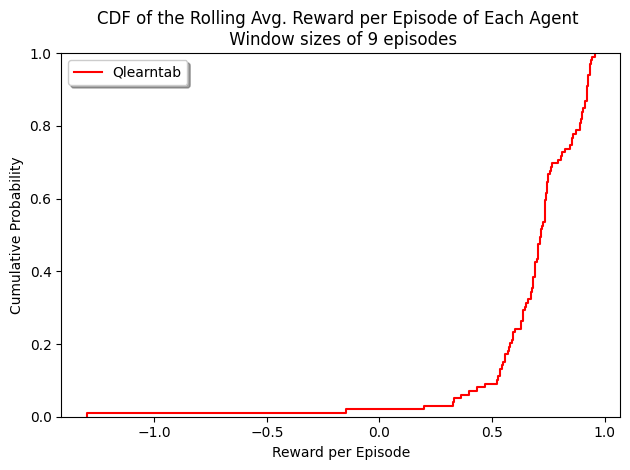 CDF of the Rolling Avg. Reward per Episode of Each Agent
Window sizes of 9 episodes
Qlearntab
1.0
0.8
0.6
0.4
0.2
0.0
Cumulative Probability
−1.0 −0.5 0.0 0.5 1.0
Reward per Episode